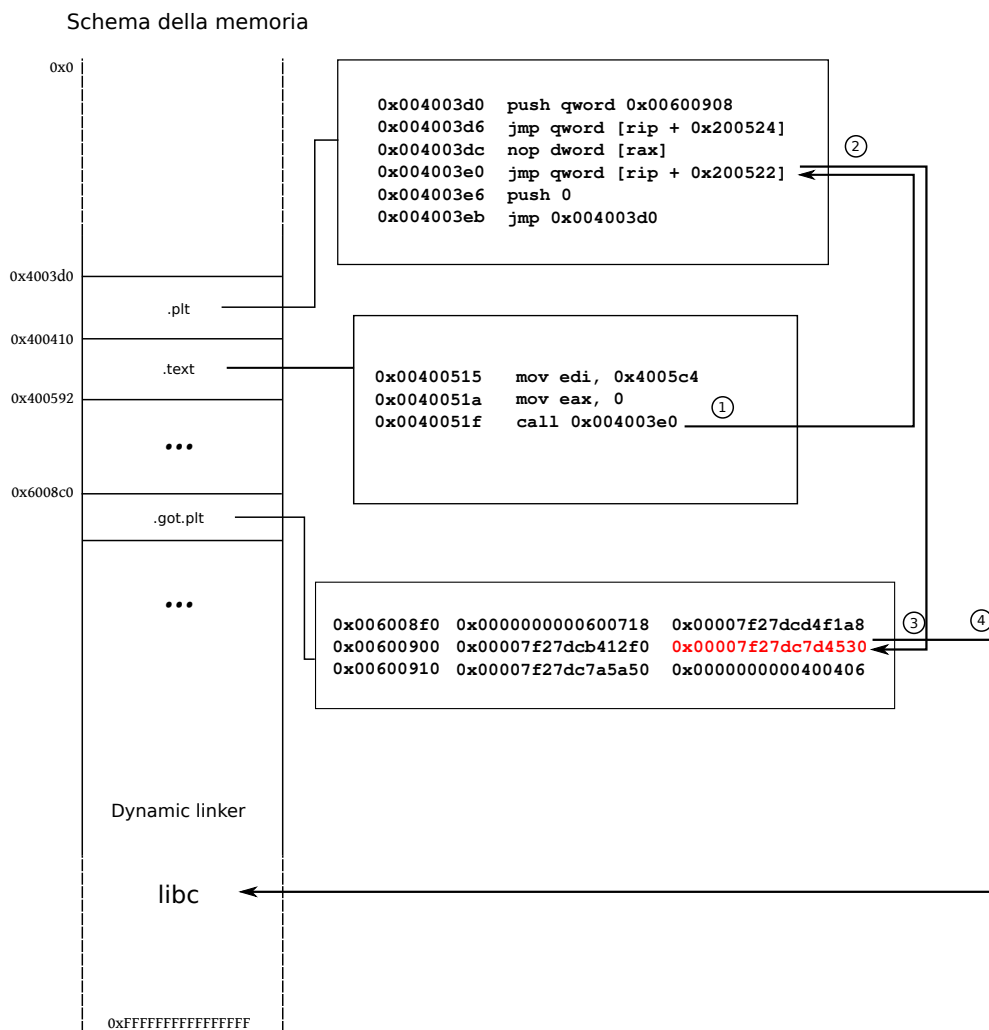 Schema della memoria
0x0
0x004003d0 push qword 0x00600908
0x004003d6 jmp qword [rip + 0x200524]
0x004003dc nop dword [rax]
0x004003e0 jmp qword [rip + 0x200522]
0x004003e6 push 0
0x004003eb jmp 0x004003d0
2
0x4003d0
.plt
0x400410
.text
0x400592
0x00400515 mov edi, 0x4005c4
0x0040051a mov eax, 0
0x0040051f call 0x004003e0
1
...
0x6008c0
.got.plt
...
0x006008f0 0x0000000000600718 0x00007f27dcd4f1a8
0x00600900 0x00007f27dcb412f0 0x00007f27dc7d4530
0x00600910 0x00007f27dc7a5a50 0x0000000000400406
3
4
Dynamic linker
libc
0xFFFFFFFFFFFFFFFF